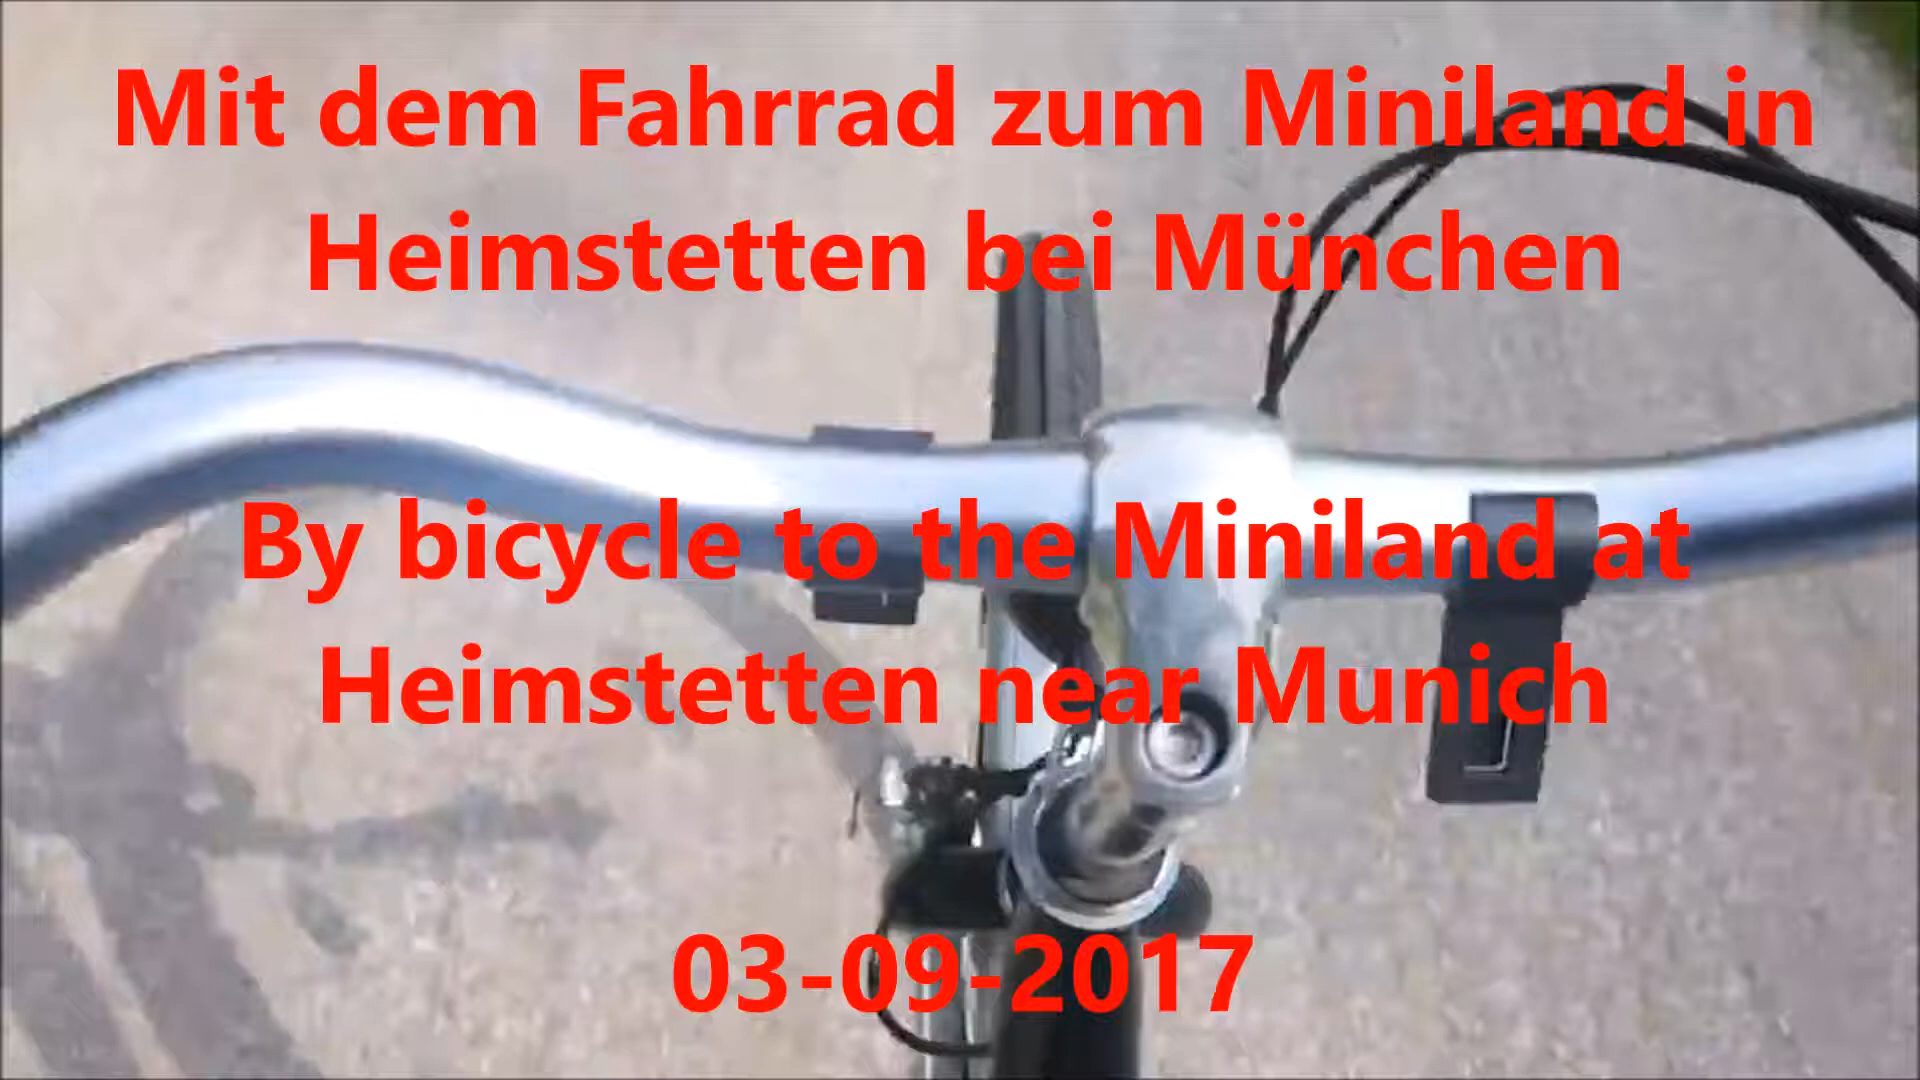 Mit dem Fahrrad zum Miniland in
Heimstetten bei München
By bicycle to the Miniland at
Heimstetten near Munich
03-09-2017